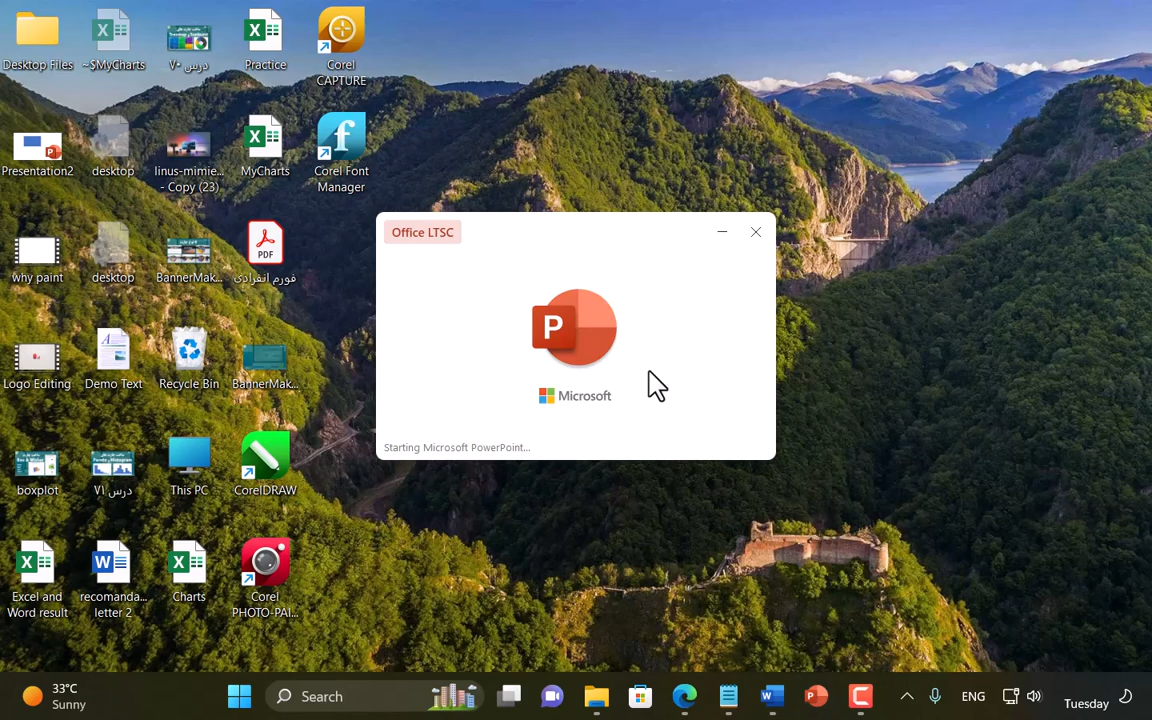 Desktop Files
~$MyCharts
درس ۷۰
Practice
Corel
CAPTURE
Presentation2
desktop
linus-mimie...
- Copy (23)
MyCharts
Corel Font
Manager
why paint
desktop
BannerMak...
PDF
فورم انفرادی
Logo Editing
Demo Text
Recycle Bin
BannerMak...
boxplot
درس ۷۱
This PC
CorelDRAW
Excel and
Word result
recomanda...
letter 2
Charts
Corel
PHOTO-PAI...
Office LTSC
P
Microsoft
Starting Microsoft PowerPoint...
33°C
Sunny
Search
ENG
Tuesday